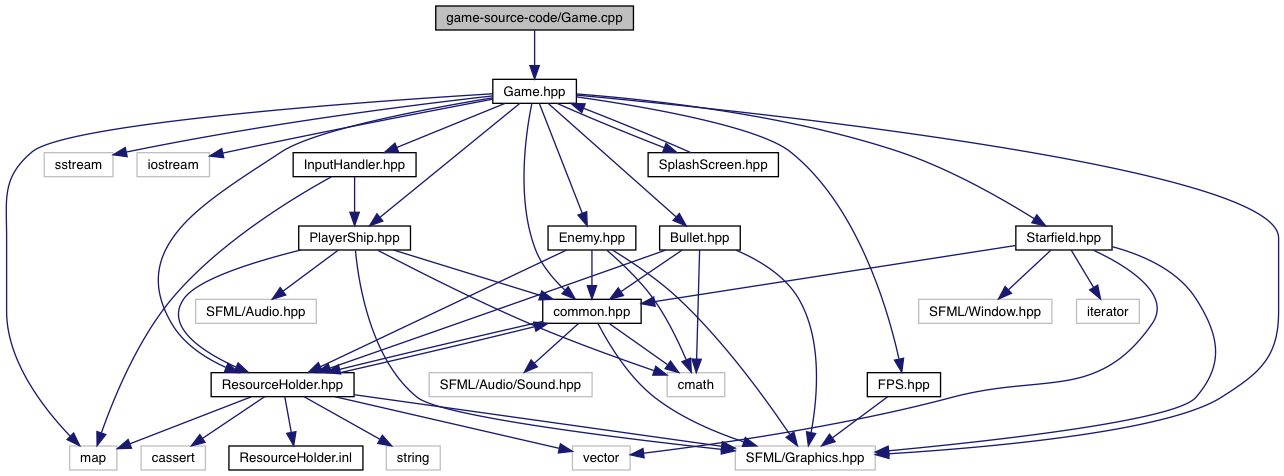 game-source-code/Game.cpp
Game.hpp
sstream
iostream
InputHandler.hpp
SplashScreen.hpp
PlayerShip.hpp
Enemy.hpp
Bullet.hpp
Starfield.hpp
SFML/Audio.hpp
common.hpp
SFML/Window.hpp
iterator
ResourceHolder.hpp
SFML/Audio/Sound.hpp
cmath
FPS.hpp
map
cassert
ResourceHolder.inl
string
vector
SFML/Graphics.hpp